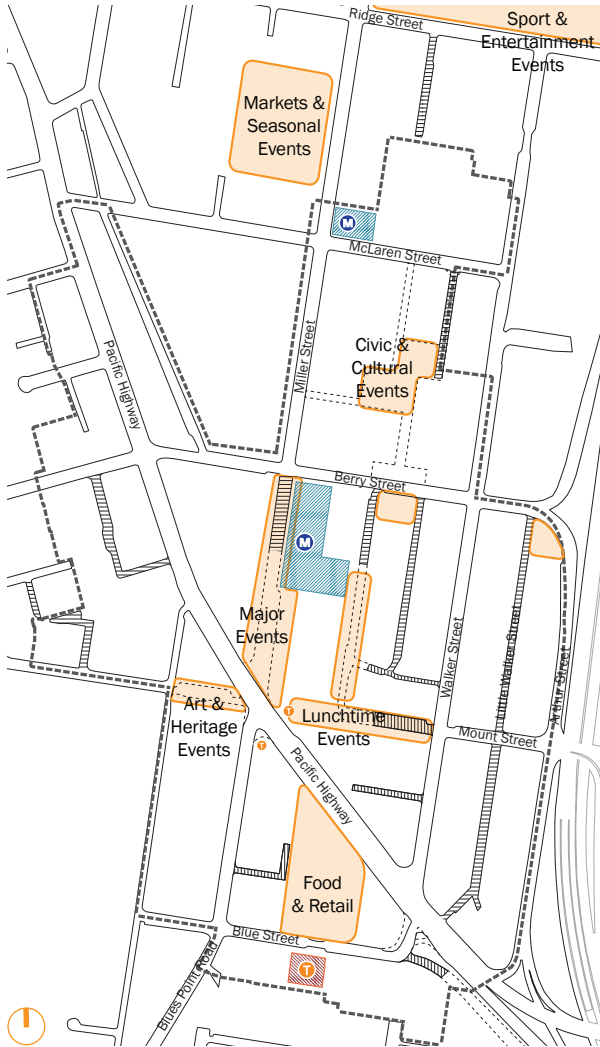 Ridge Street
Sport &
Entertainment
Events
Markets &
Seasonal
Events
M
McLaren Street
Miller Street
Civic &
Cultural
Events
Pacific Highway
Berry Street
M
Major
Events
Walker Street
Little Walker Street
Arthur Street
Art &
Heritage
Events
T
Lunchtime
Events
Mount Street
T
Pacific Highway
Food
& Retail
Blue Street
T
Blues Point Road